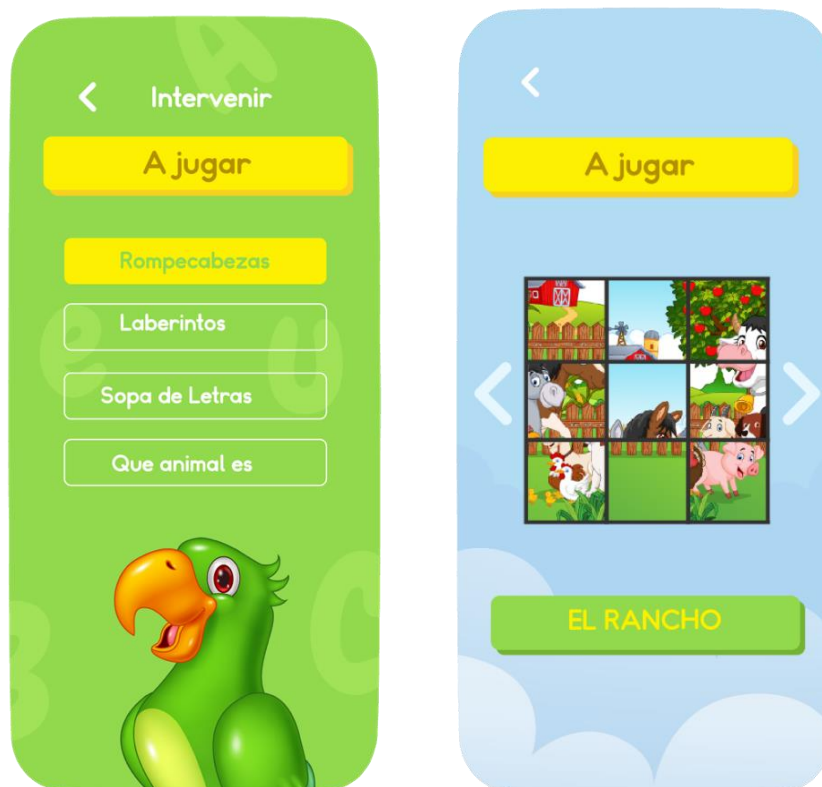 Intervenir
A jugar
Rompecabezas
Laberintos
Sopa de Letras
Que animal es
A jugar
EL RANCHO